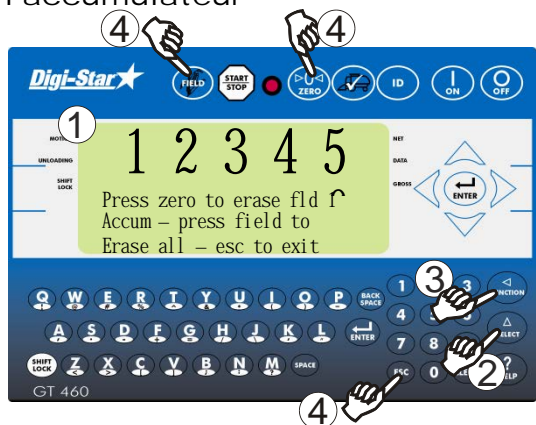 l'accumulateur
4 4
Digi-Star
FIELD START STOP ZERO ID ON OFF
1
MOTION
UNLOADING
SHIFT LOCK
1 2 3 4 5
Press zero to erase fld
Accum – press field to
Erase all – esc to exit
NET
DATA
GROSS
ENTER
3
Q W E R T Y U I O P BACK SPACE 1 3
A S D F G H J K L ENTER 4
SHIFT LOCK Z X C V B N M SPACE 7 8
2
ESC 0 ?
GT 460
4